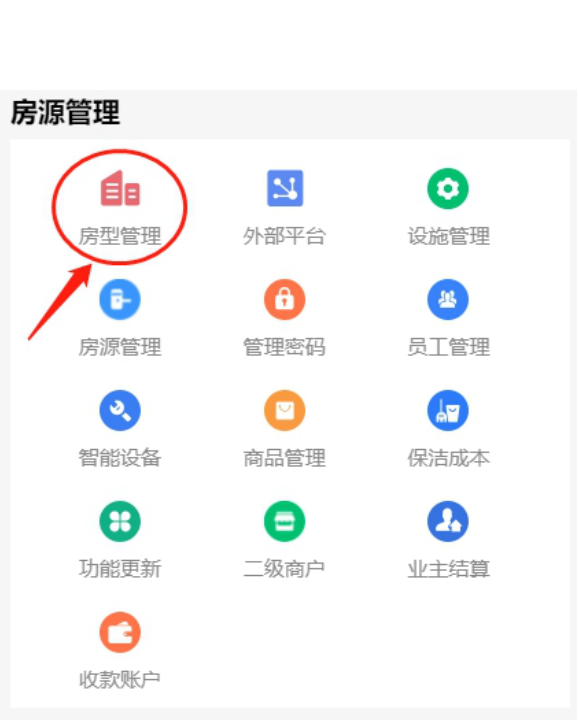 房源管理
房型管理
外部平台
设施管理
房源管理
管理密码
员工管理
智能设备
商品管理
保洁成本
功能更新
二级商户
业主结算
收款账户